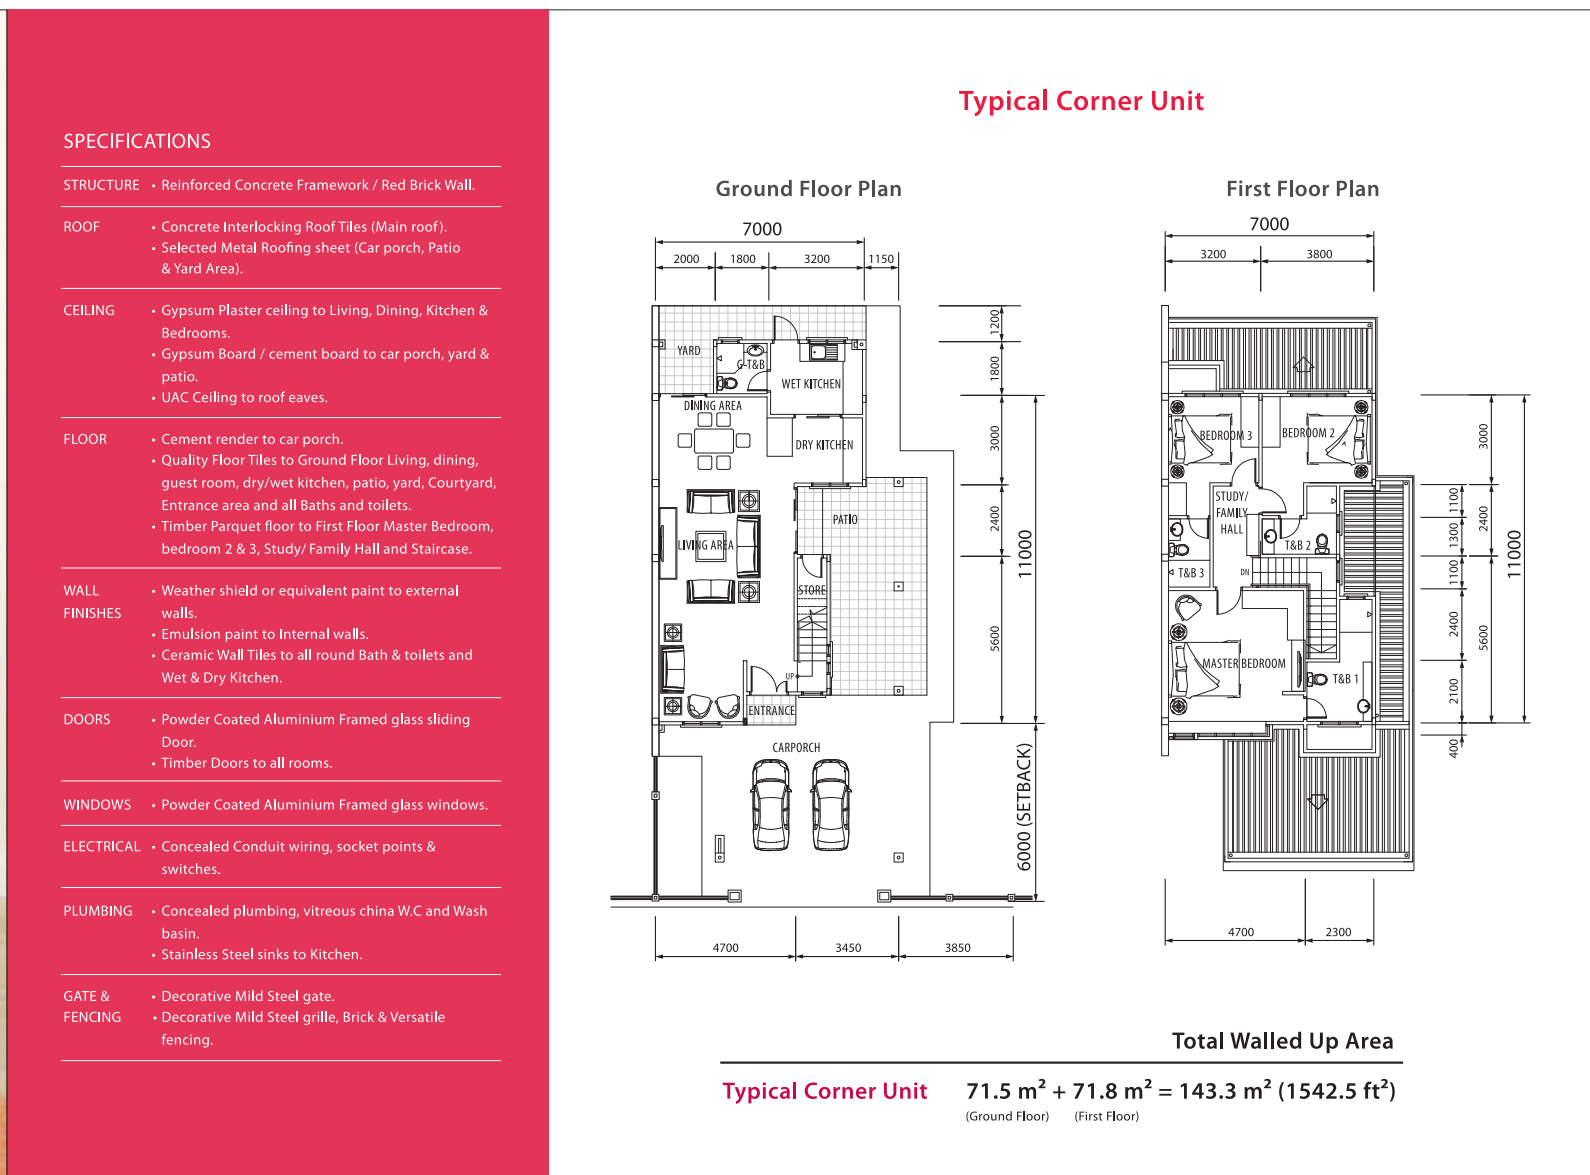 SPECIFICATIONS
STRUCTURE • Reinforced Concrete Framework / Red Brick Wall.
ROOF • Concrete Interlocking Roof Tiles (Main roof).
• Selected Metal Roofing sheet (Car porch, Patio
& Yard Area).
CEILING • Gypsum Plaster ceiling to Living, Dining, Kitchen &
Bedrooms.
• Gypsum Board / cement board to car porch, yard &
patio.
• UAC Ceiling to roof eaves.
FLOOR • Cement render to car porch.
• Quality Floor Tiles to Ground Floor Living, dining,
guest room, dry/wet kitchen, patio, yard, Courtyard,
Entrance area and all Baths and toilets.
• Timber Parquet floor to First Floor Master Bedroom,
bedroom 2 & 3, Study/ Family Hall and Staircase.
WALL • Weather shield or equivalent paint to external
FINISHES walls.
• Emulsion paint to Internal walls.
• Ceramic Wall Tiles to all round Bath & toilets and
Wet & Dry Kitchen.
DOORS • Powder Coated Aluminium Framed glass sliding
Door.
• Timber Doors to all rooms.
WINDOWS • Powder Coated Aluminium Framed glass windows.
ELECTRICAL • Concealed Conduit wiring, socket points &
switches.
PLUMBING • Concealed plumbing, vitreous china W.C and Wash
basin.
• Stainless Steel sinks to Kitchen.
GATE & • Decorative Mild Steel gate.
FENCING • Decorative Mild Steel grille, Brick & Versatile
fencing.
Typical Corner Unit
Ground Floor Plan
7000
2000 1800 3200 1150
YARD
G-T&B
WET KITCHEN
DINING AREA
DRY KITCHEN
PATIO
LIVING AREA
STORE
UP
ENTRANCE
CARPORCH
1200
1800
3000
2400
5600
11000
6000 (SETBACK)
4700 3450 3850
First Floor Plan
7000
3200 3800
BEDROOM 3
BEDROOM 2
STUDY/
FAMILY
HALL
T&B 2
T&B 3
DN
MASTER BEDROOM
T&B 1
1100
1300
1100
2400
2100
400
3000
2400
5600
11000
4700 2300
Total Walled Up Area
Typical Corner Unit 71.5 m² + 71.8 m² = 143.3 m² (1542.5 ft²)
(Ground Floor) (First Floor)